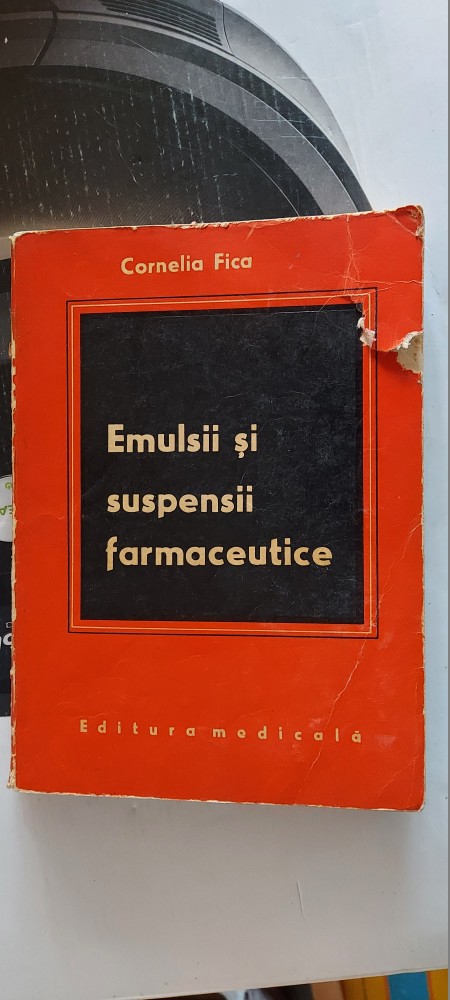 Cornelia Fica
Emulsii și
suspensii
farmaceutice
Editura medicală